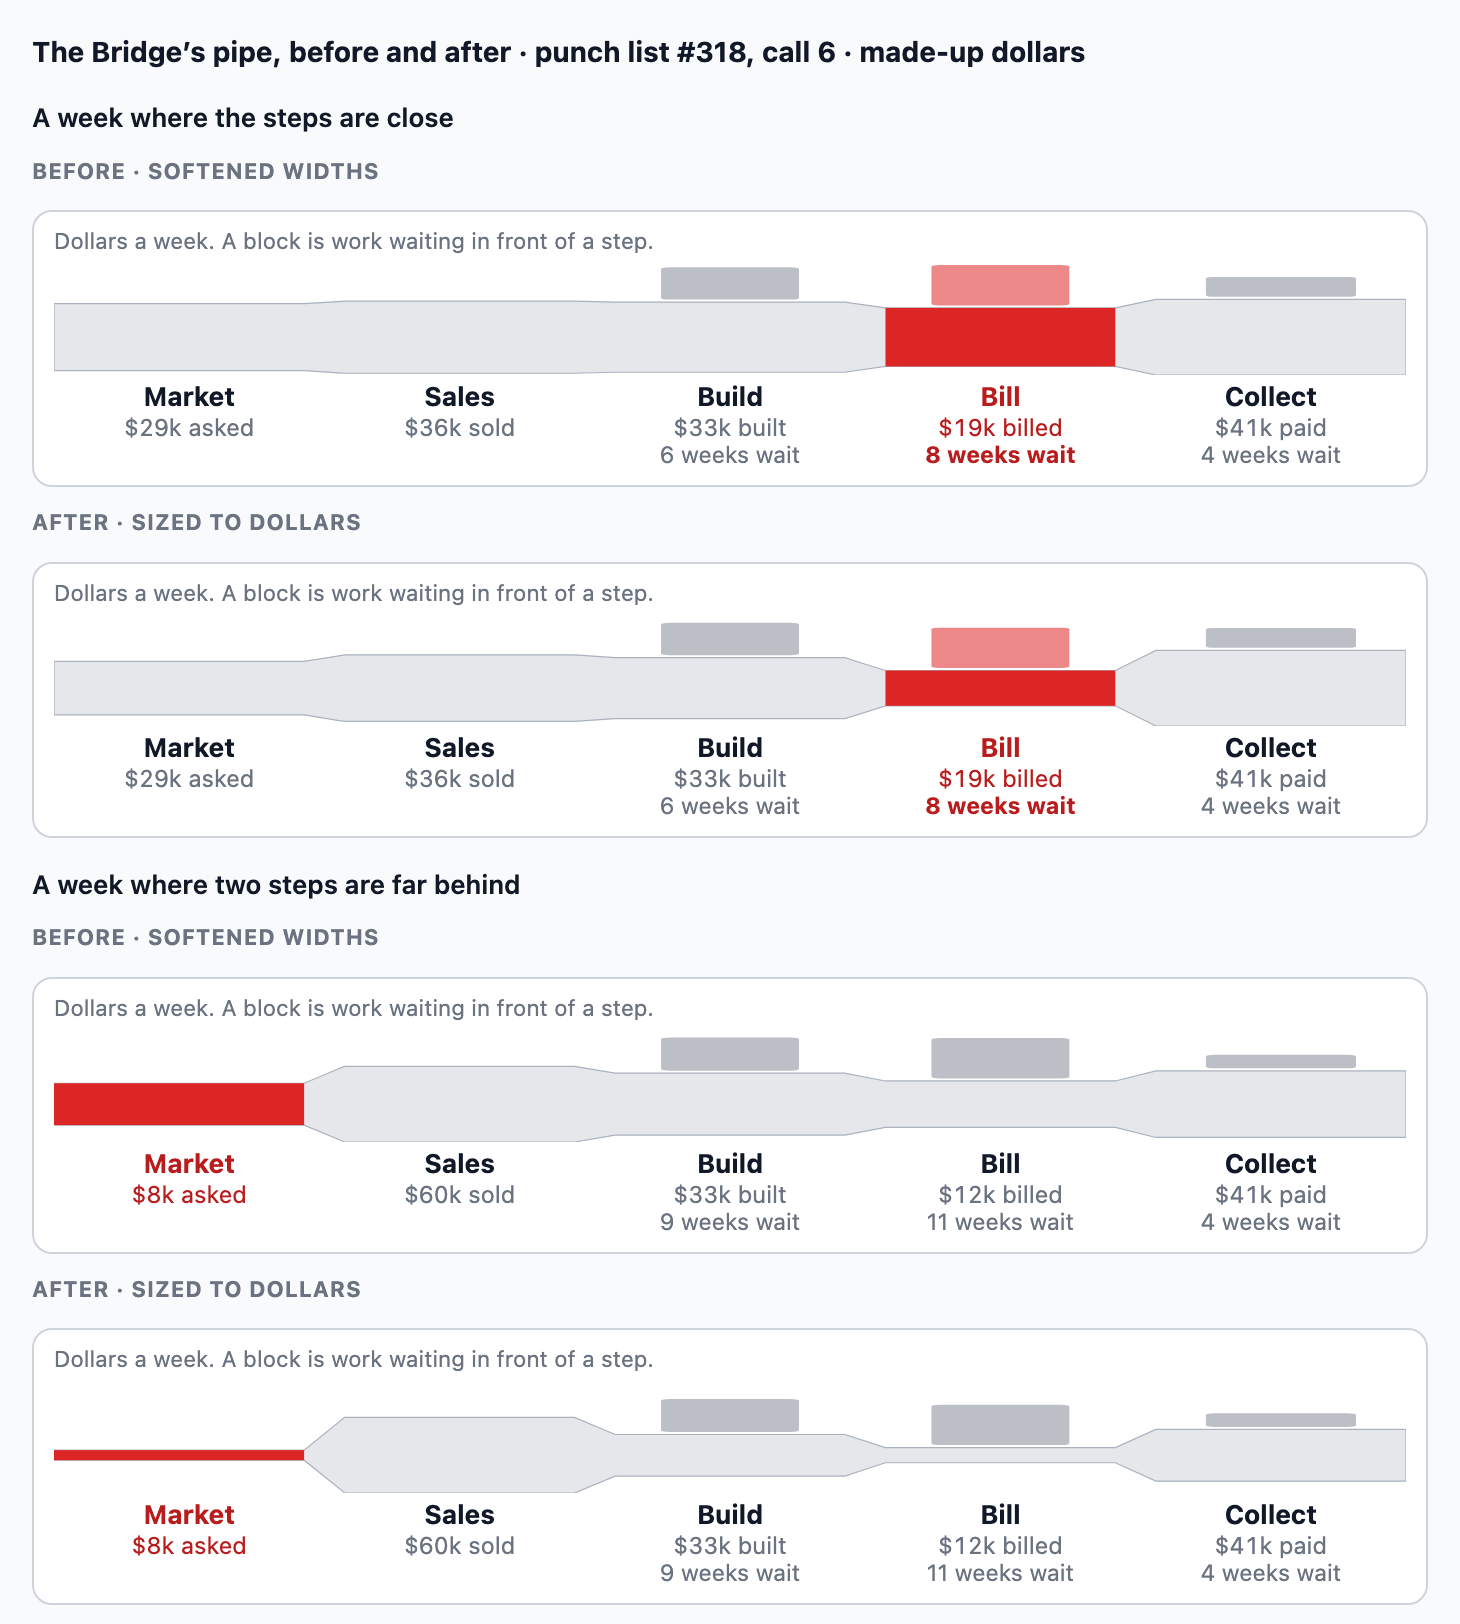 The Bridge’s pipe, before and after · punch list #318, call 6 · made-up dollars
A week where the steps are close
BEFORE · SOFTENED WIDTHS
Dollars a week. A block is work waiting in front of a step.
Market Sales Build Bill Collect
$29k asked $36k sold $33k built $19k billed $41k paid
6 weeks wait 8 weeks wait 4 weeks wait
AFTER · SIZED TO DOLLARS
Dollars a week. A block is work waiting in front of a step.
Market Sales Build Bill Collect
$29k asked $36k sold $33k built $19k billed $41k paid
6 weeks wait 8 weeks wait 4 weeks wait
A week where two steps are far behind
BEFORE · SOFTENED WIDTHS
Dollars a week. A block is work waiting in front of a step.
Market Sales Build Bill Collect
$8k asked $60k sold $33k built $12k billed $41k paid
9 weeks wait 11 weeks wait 4 weeks wait
AFTER · SIZED TO DOLLARS
Dollars a week. A block is work waiting in front of a step.
Market Sales Build Bill Collect
$8k asked $60k sold $33k built $12k billed $41k paid
9 weeks wait 11 weeks wait 4 weeks wait